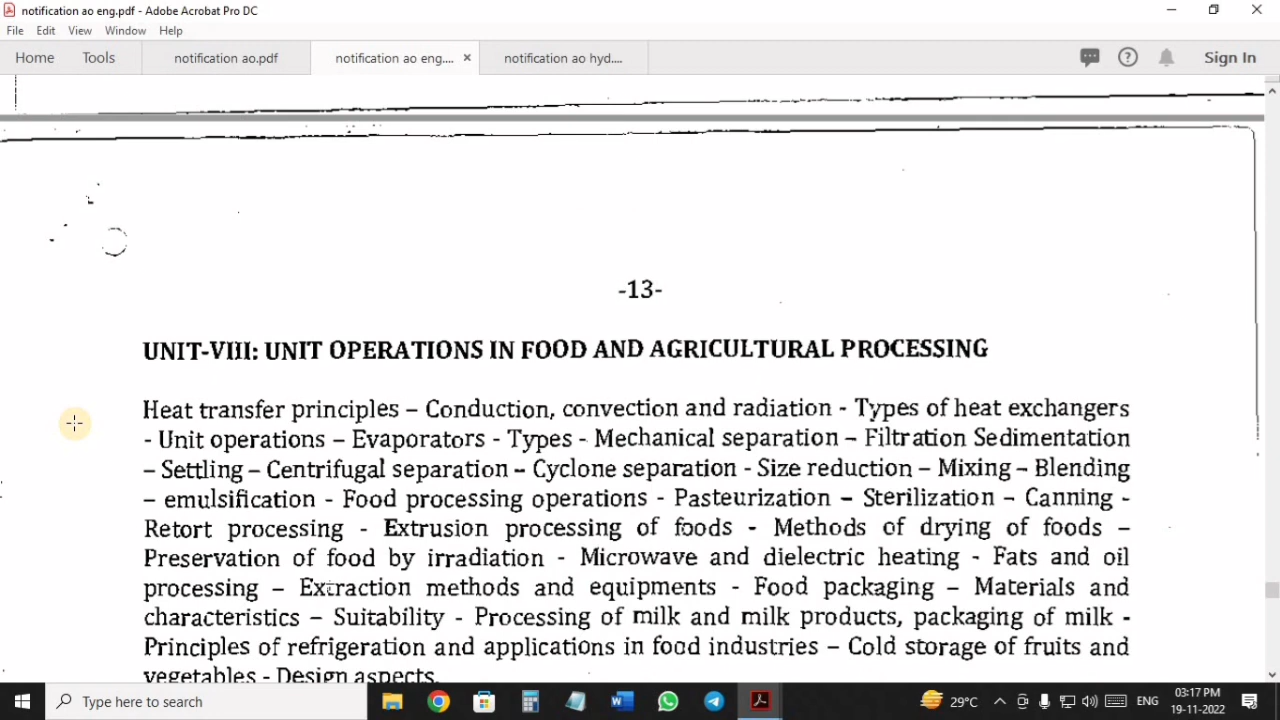 notification ao eng.pdf - Adobe Acrobat Pro DC
File Edit View Window Help
Home Tools notification ao.pdf notification ao eng.... × notification ao hyd.... Sign In
-13-
UNIT-VIII: UNIT OPERATIONS IN FOOD AND AGRICULTURAL PROCESSING
Heat transfer principles – Conduction, convection and radiation - Types of heat exchangers
- Unit operations – Evaporators - Types - Mechanical separation – Filtration Sedimentation
– Settling – Centrifugal separation – Cyclone separation - Size reduction – Mixing – Blending
– emulsification - Food processing operations - Pasteurization – Sterilization – Canning -
Retort processing - Extrusion processing of foods - Methods of drying of foods –
Preservation of food by irradiation - Microwave and dielectric heating - Fats and oil
processing – Extraction methods and equipments - Food packaging – Materials and
characteristics – Suitability - Processing of milk and milk products, packaging of milk -
Principles of refrigeration and applications in food industries – Cold storage of fruits and
vegetables - Design aspects.
Type here to search 29°C ENG 03:17 PM
19-11-2022